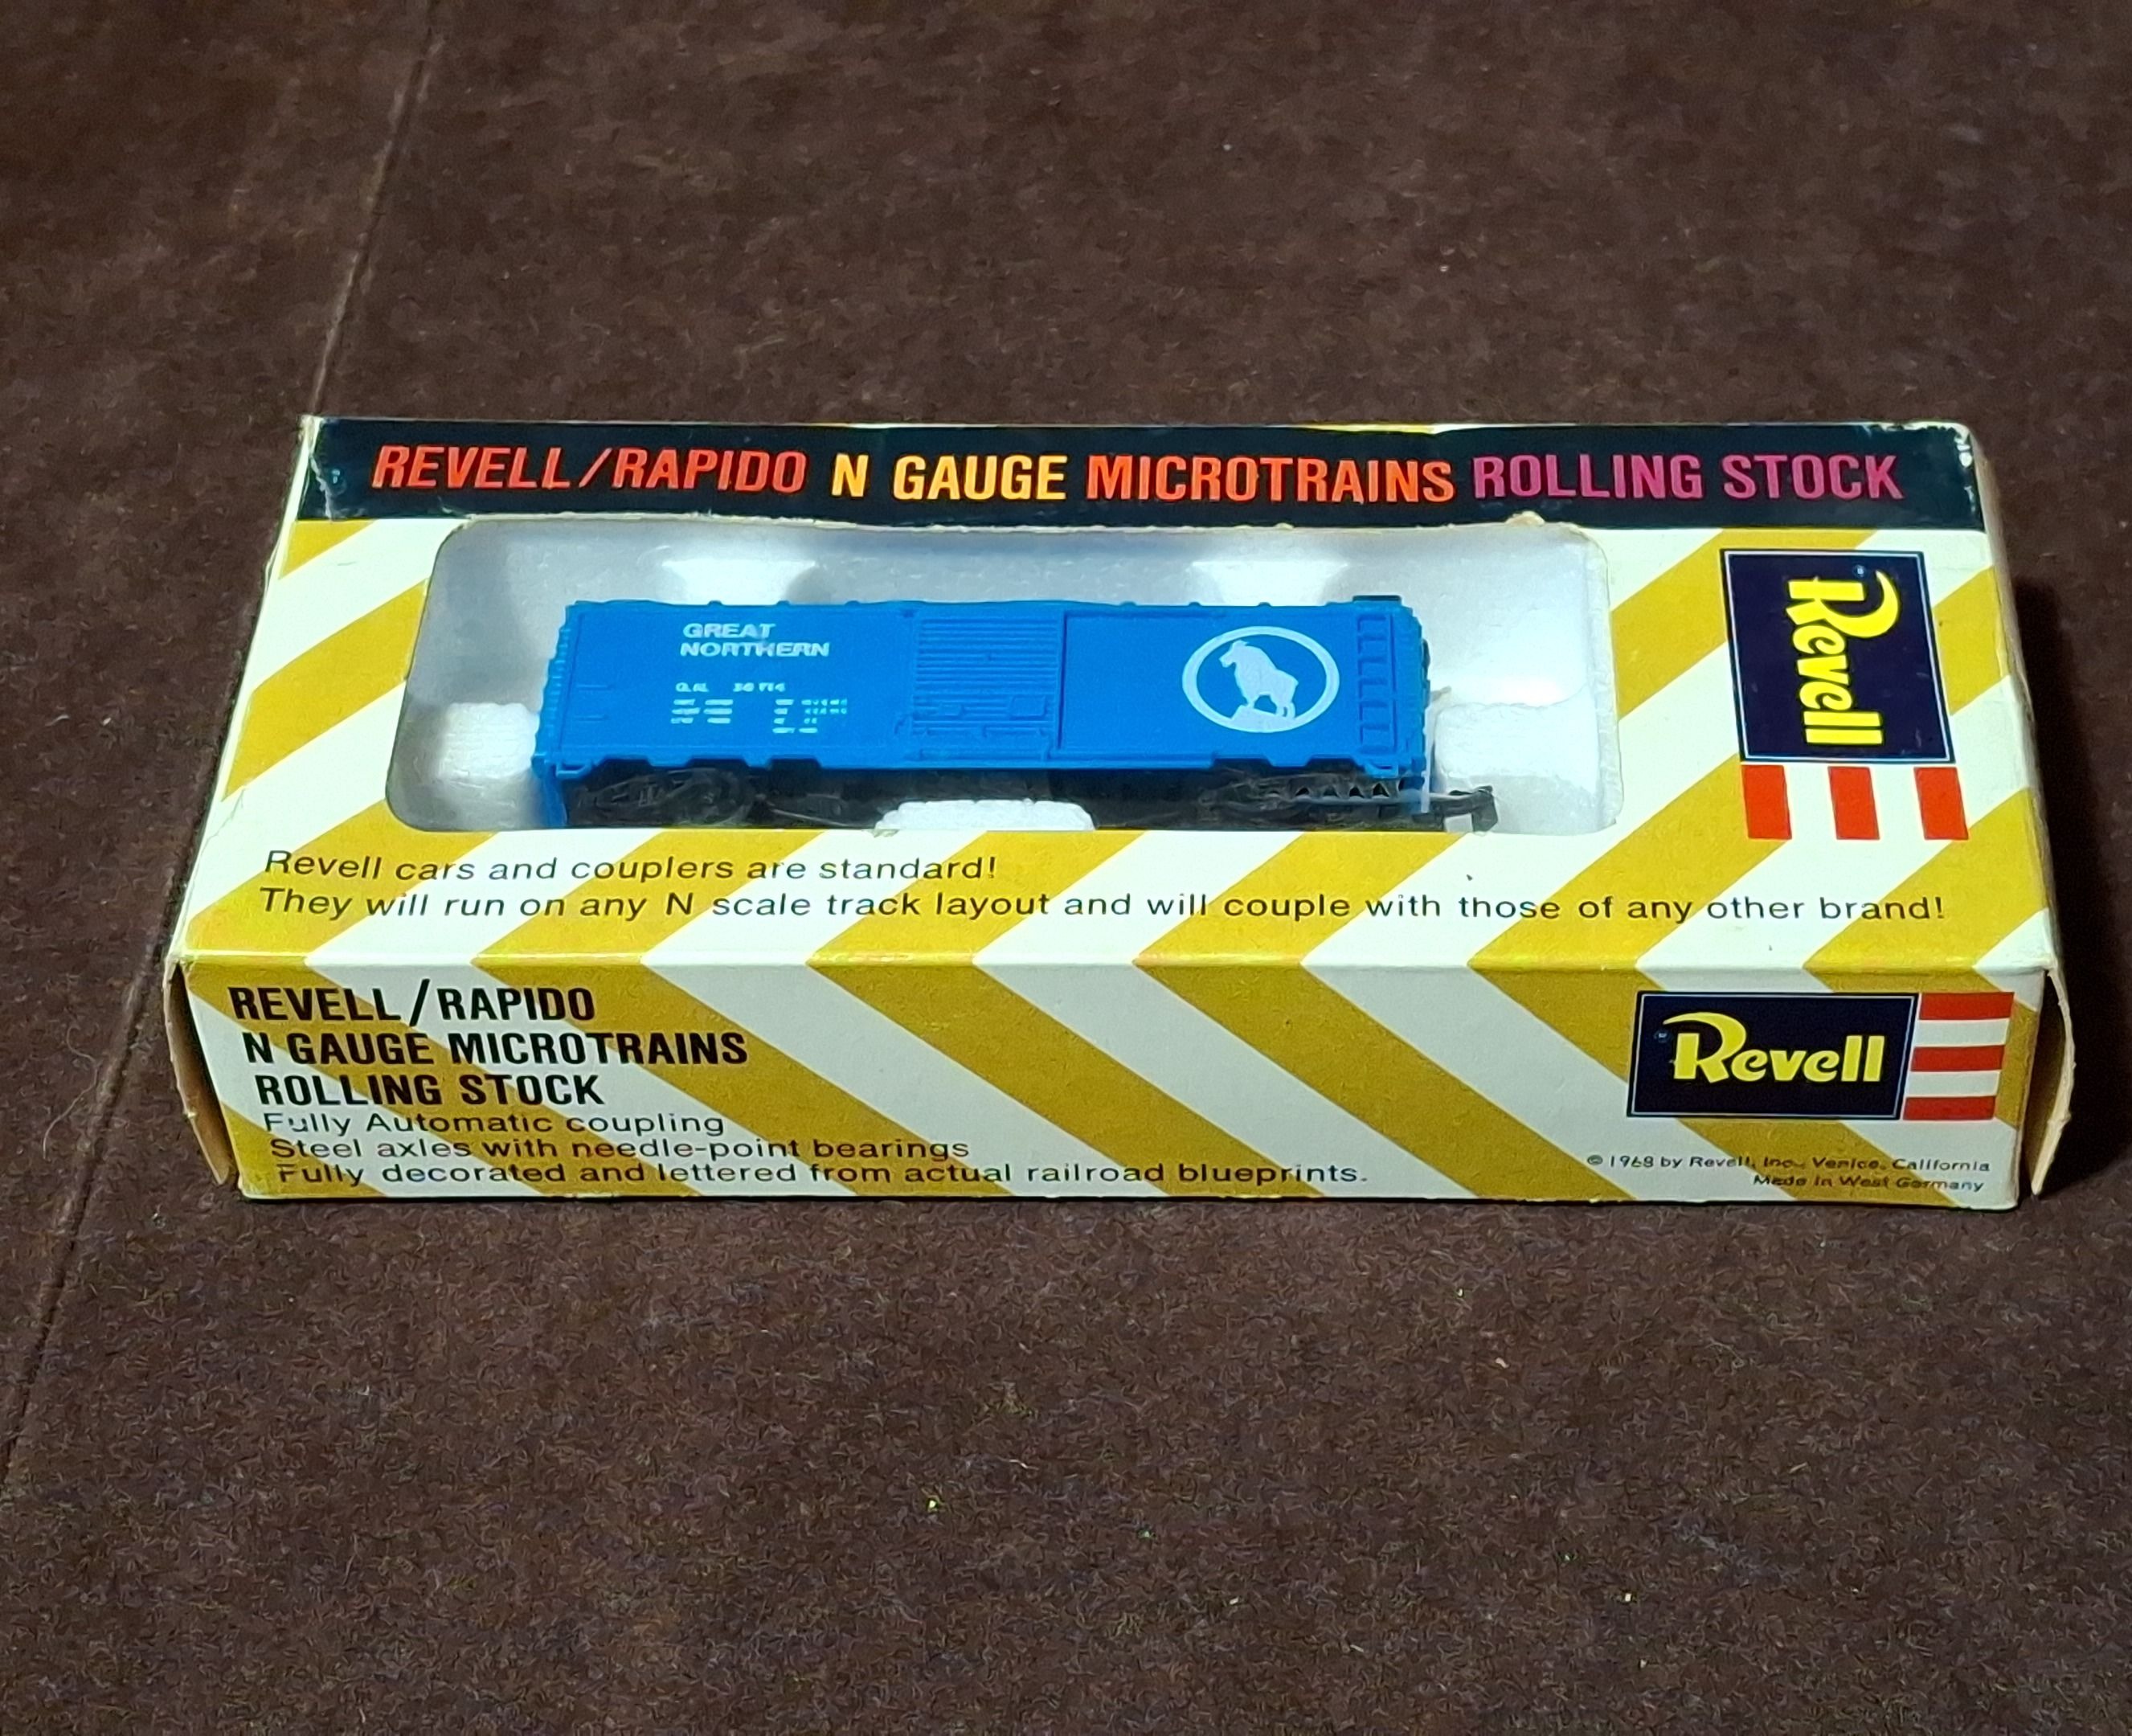 REVELL/RAPIDO N GAUGE MICROTRAINS ROLLING STOCK
GREAT
NORTHERN
Revell
Revell cars and couplers are standard!
They will run on any N scale track layout and will couple with those of any other brand!
REVELL/RAPIDO
N GAUGE MICROTRAINS
ROLLING STOCK
Fully Automatic coupling
Steel axles with needle-point bearings
Fully decorated and lettered from actual railroad blueprints.
Revell
© 1968 by Revell, Inc., Venice, California
Made in West Germany